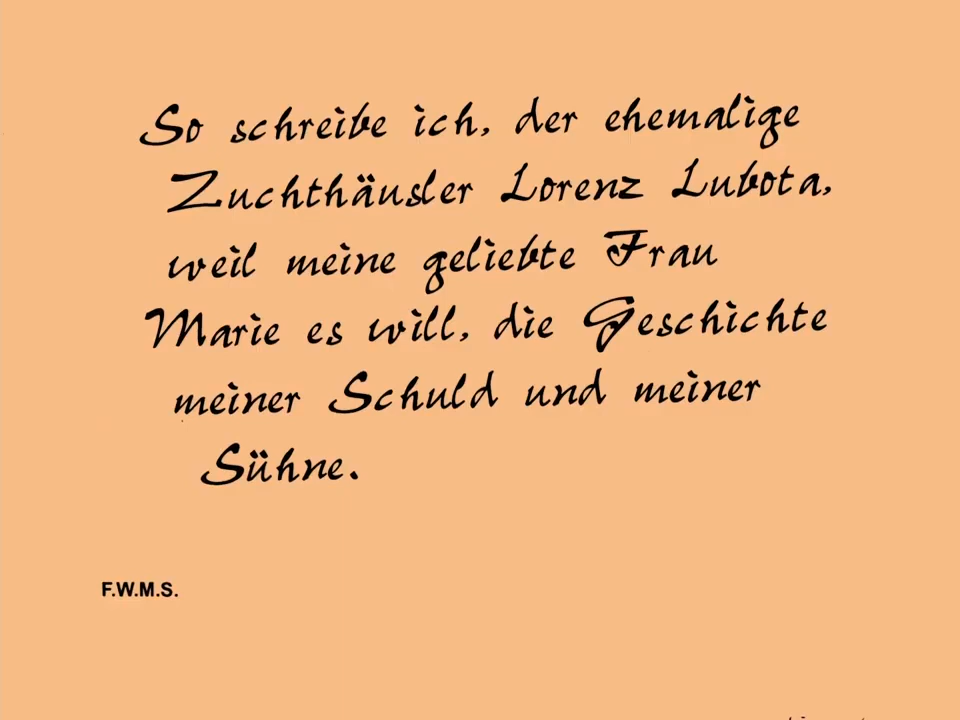 So schreibe ich, der ehemalige
Zuchthäusler Lorenz Lubota,
weil meine geliebte Frau
Marie es will, die Geschichte
meiner Schuld und meiner
Sühne.
F.W.M.S.